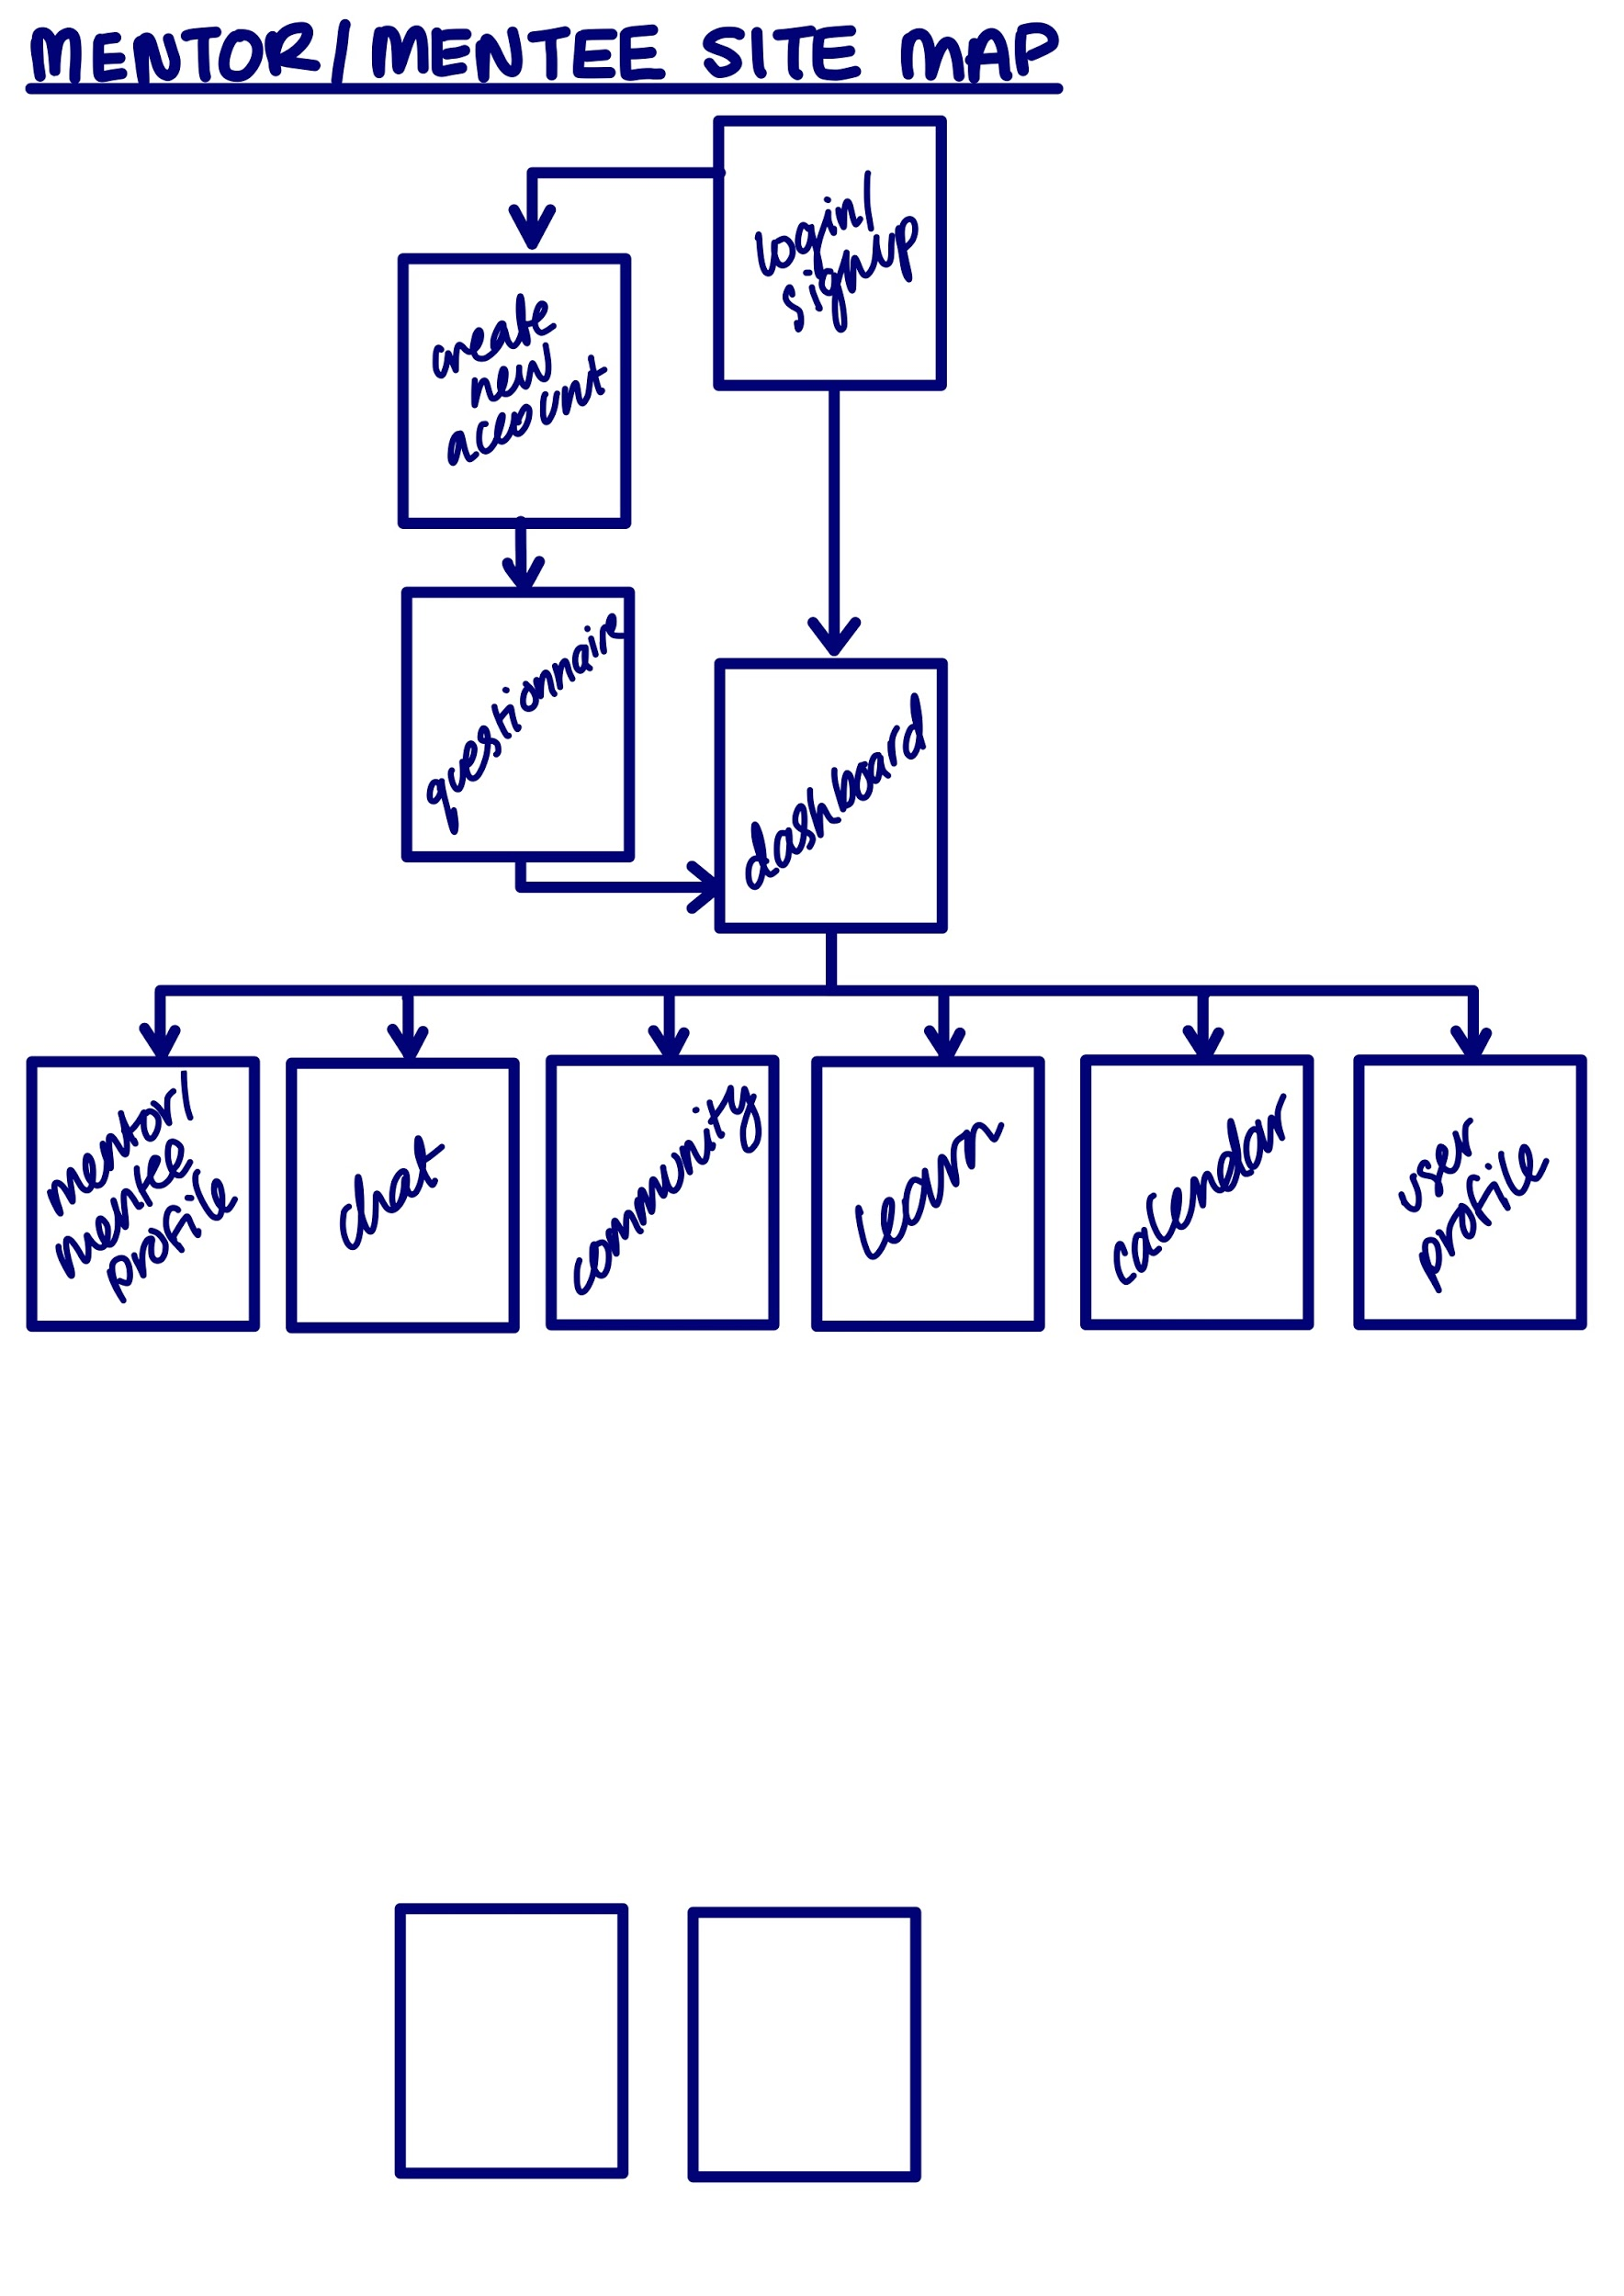 MENTOR/MENTEE SITE MAP
login/
signup
create
new
account
questionnaire
dashboard
mentor/
mentee
profile
chat
community
learn
calendar
user
profile